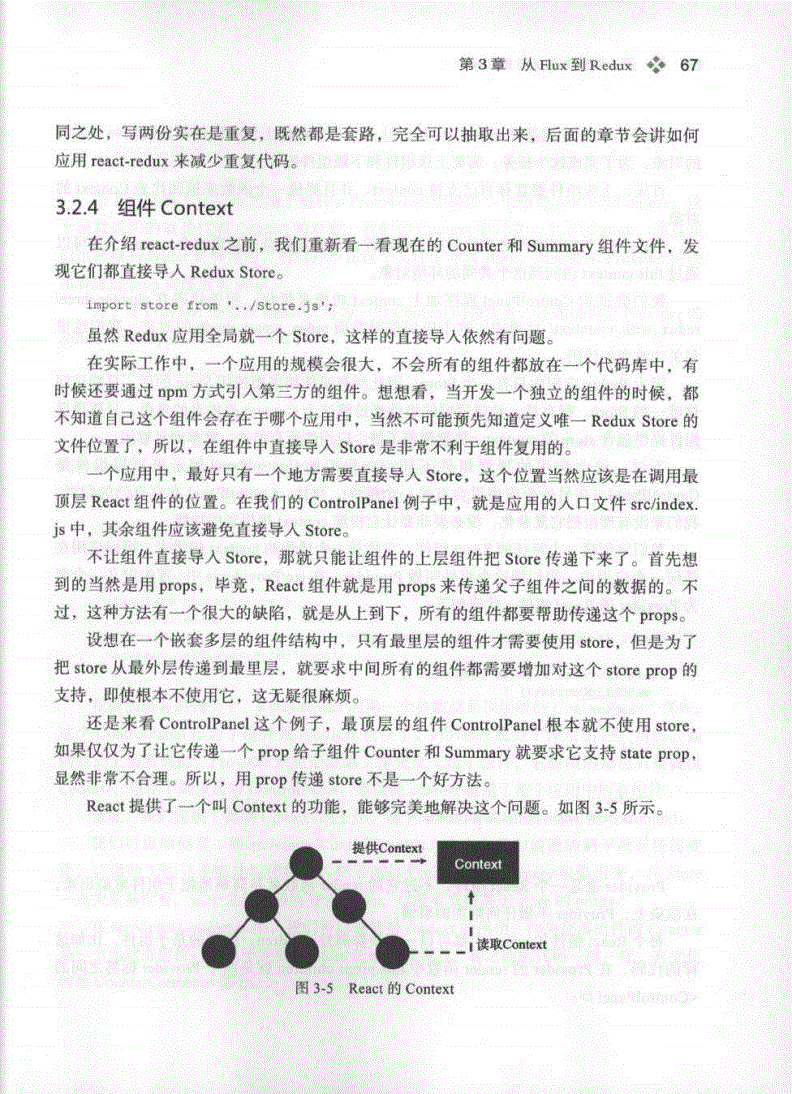 第3章 从 Flux 到 Redux 67
同之处，写两份实在是重复，既然都是套路，完全可以抽取出来，后面的章节会讲如何
应用 react-redux 来减少重复代码。
3.2.4 组件 Context
在介绍 react-redux 之前，我们重新看一看现在的 Counter 和 Summary 组件文件，发
现它们都直接导入 Redux Store。
import store from '../Store.js';
虽然 Redux 应用全局就一个 Store，这样的直接导入依然有问题。
在实际工作中，一个应用的规模会很大，不会所有的组件都放在一个代码库中，有
时候还要通过 npm 方式引入第三方的组件。想想看，当开发一个独立的组件的时候，都
不知道自己这个组件会存在于哪个应用中，当然不可能预先知道定义唯一 Redux Store 的
文件位置了，所以，在组件中直接导入 Store 是非常不利于组件复用的。
一个应用中，最好只有一个地方需要直接导入 Store，这个位置当然应该是在调用最
顶层 React 组件的位置。在我们的 ControlPanel 例子中，就是应用的入口文件 src/index.
js 中，其余组件应该避免直接导入 Store。
不让组件直接导入 Store，那就只能让组件的上层组件把 Store 传递下来了。首先想
到的当然是用 props，毕竟，React 组件就是用 props 来传递父子组件之间的数据的。不
过，这种方法有一个很大的缺陷，就是从上到下，所有的组件都要帮助传递这个 props。
设想在一个嵌套多层的组件结构中，只有最里层的组件才需要使用 store，但是为了
把 store 从最外层传递到最里层，就要求中间所有的组件都需要增加对这个 store prop 的
支持，即使根本不使用它，这无疑很麻烦。
还是来看 ControlPanel 这个例子，最顶层的组件 ControlPanel 根本就不使用 store，
如果仅仅为了让它传递一个 prop 给子组件 Counter 和 Summary 就要求它支持 state prop，
显然非常不合理。所以，用 prop 传递 store 不是一个好方法。
React 提供了一个叫 Context 的功能，能够完美地解决这个问题。如图 3-5 所示。
提供Context
Context
读取Context
图 3-5 React 的 Context